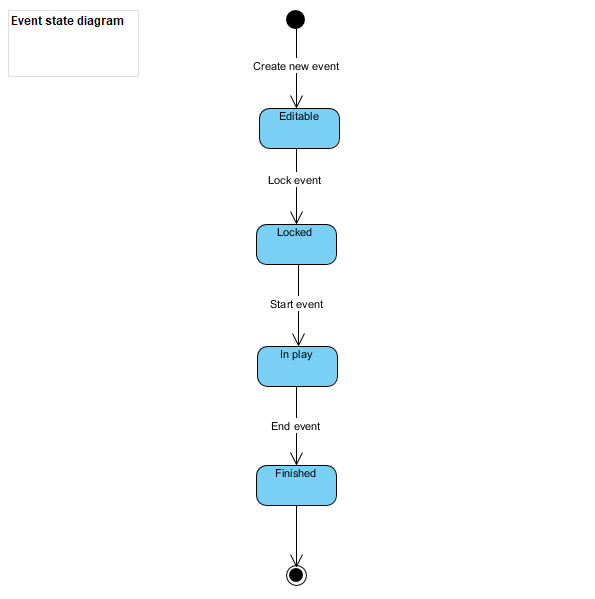 Event state diagram
Create new event
Editable
Lock event
Locked
Start event
In play
End event
Finished